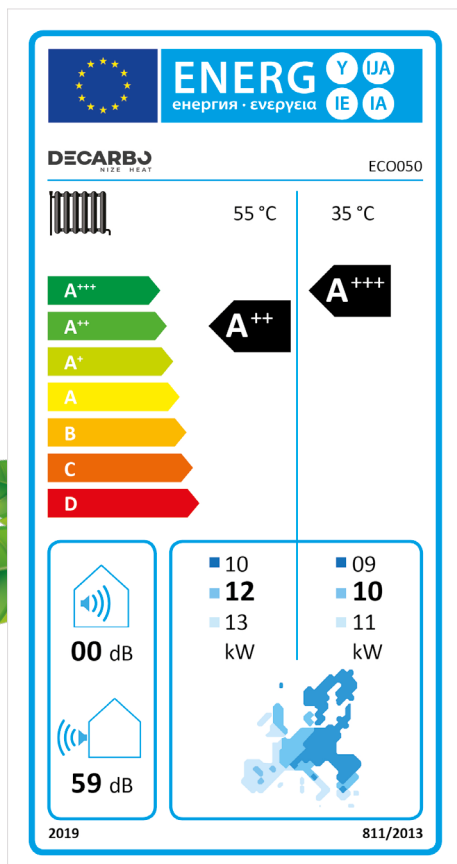 ENERG Y IJA
енергия · ενεργεια IE IA
DECARBO
NIZE HEAT
ECO050
55 °C 35 °C
A+++
A++
A+
A
B
C
D
A++
A+++
10 09
12 10
13 11
kW kW
00 dB
59 dB
2019 811/2013